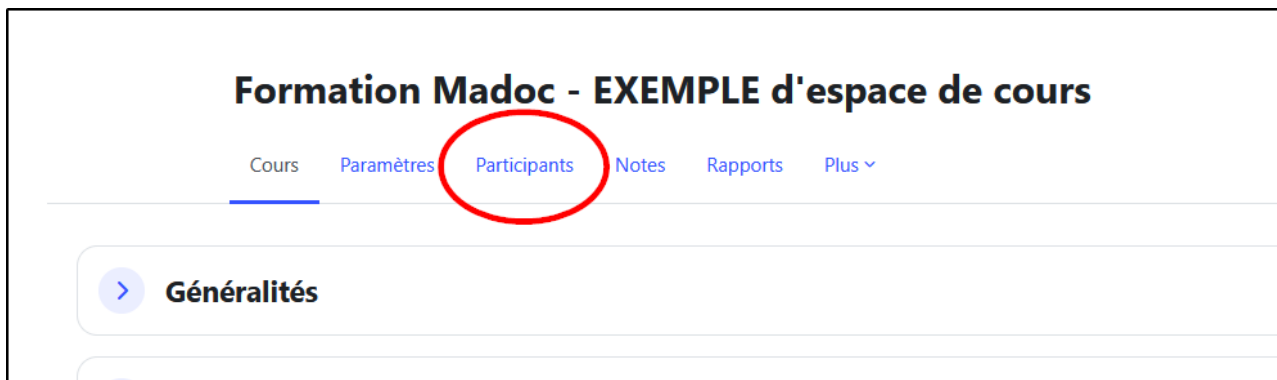 Formation Madoc - EXEMPLE d'espace de cours
Cours Paramètres Participants Notes Rapports Plus
Généralités